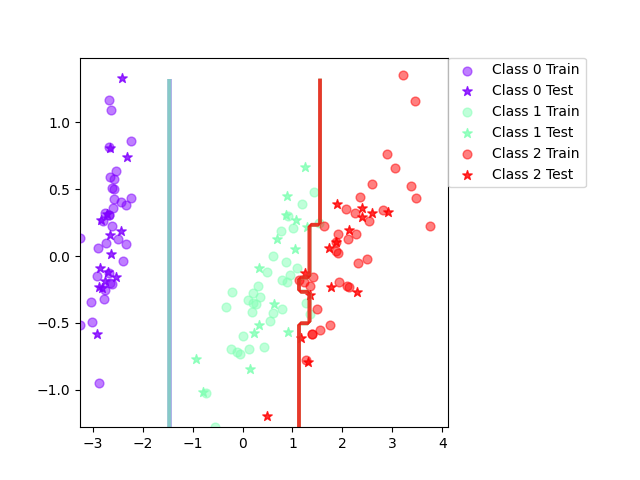 Class 0 Train
Class 0 Test
Class 1 Train
Class 1 Test
Class 2 Train
Class 2 Test
1.0
0.5
0.0
−0.5
−1.0
−3 −2 −1 0 1 2 3 4